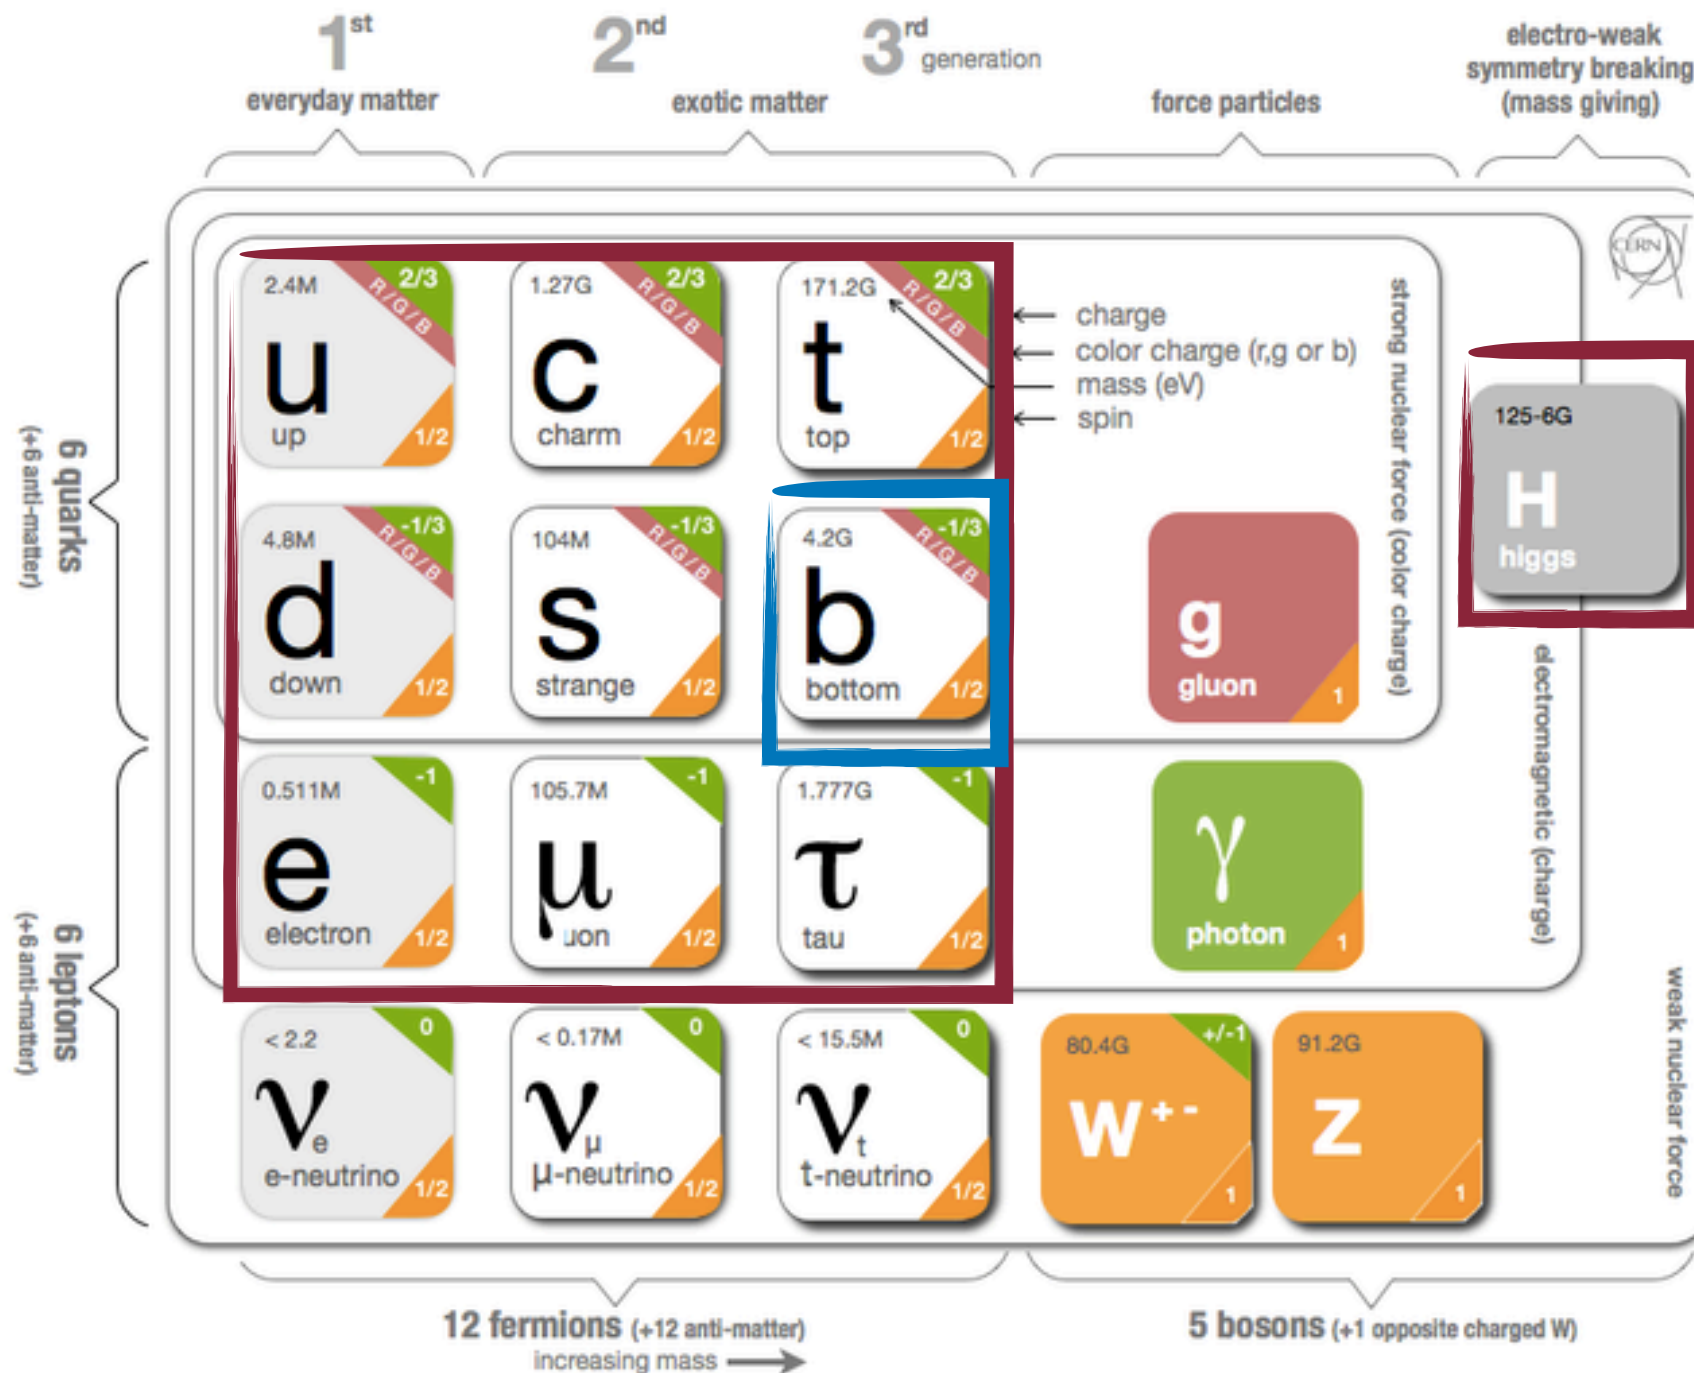 1st
2nd
3rd generation
everyday matter
exotic matter
force particles
electro-weak
symmetry breaking
(mass giving)
CERN
6 quarks
(+6 anti-matter)
2.4M
2/3
R/G/B
u
up
1/2
1.27G
2/3
R/G/B
c
charm
1/2
171.2G
2/3
R/G/B
t
top
1/2
charge
color charge (r,g or b)
mass (eV)
spin
strong nuclear force (color charge)
125-6G
H
higgs
4.8M
-1/3
R/G/B
d
down
1/2
104M
-1/3
R/G/B
s
strange
1/2
4.2G
-1/3
R/G/B
b
bottom
1/2
g
gluon
1
electromagnetic (charge)
6 leptons
(+6 anti-matter)
0.511M
-1
e
electron
1/2
105.7M
-1
μ
uon
1/2
1.777G
-1
τ
tau
1/2
γ
photon
1
weak nuclear force
< 2.2
0
νe
e-neutrino
1/2
< 0.17M
0
νμ
μ-neutrino
1/2
< 15.5M
0
νt
t-neutrino
1/2
80.4G
+/-1
W+-
1
91.2G
Z
1
12 fermions (+12 anti-matter)
increasing mass
5 bosons (+1 opposite charged W)